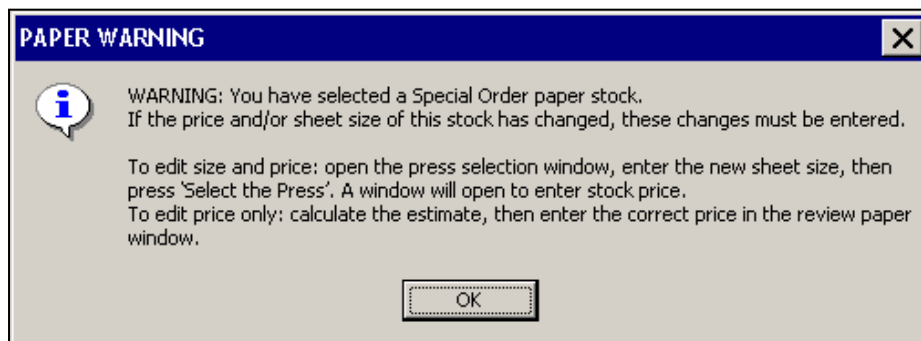 PAPER WARNING
WARNING: You have selected a Special Order paper stock.
If the price and/or sheet size of this stock has changed, these changes must be entered.
To edit size and price: open the press selection window, enter the new sheet size, then
press 'Select the Press'. A window will open to enter stock price.
To edit price only: calculate the estimate, then enter the correct price in the review paper
window.
OK